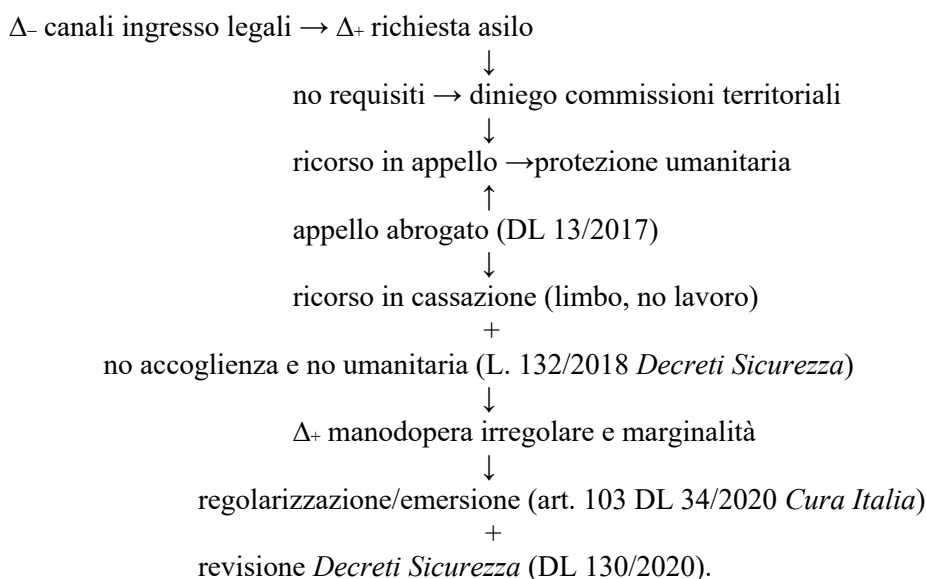 Δ– canali ingresso legali → Δ+ richiesta asilo
↓
no requisiti → diniego commissioni territoriali
↓
ricorso in appello →protezione umanitaria
↑
appello abrogato (DL 13/2017)
↓
ricorso in cassazione (limbo, no lavoro)
+
no accoglienza e no umanitaria (L. 132/2018 Decreti Sicurezza)
↓
Δ+ manodopera irregolare e marginalità
↓
regolarizzazione/emersione (art. 103 DL 34/2020 Cura Italia)
+
revisione Decreti Sicurezza (DL 130/2020).